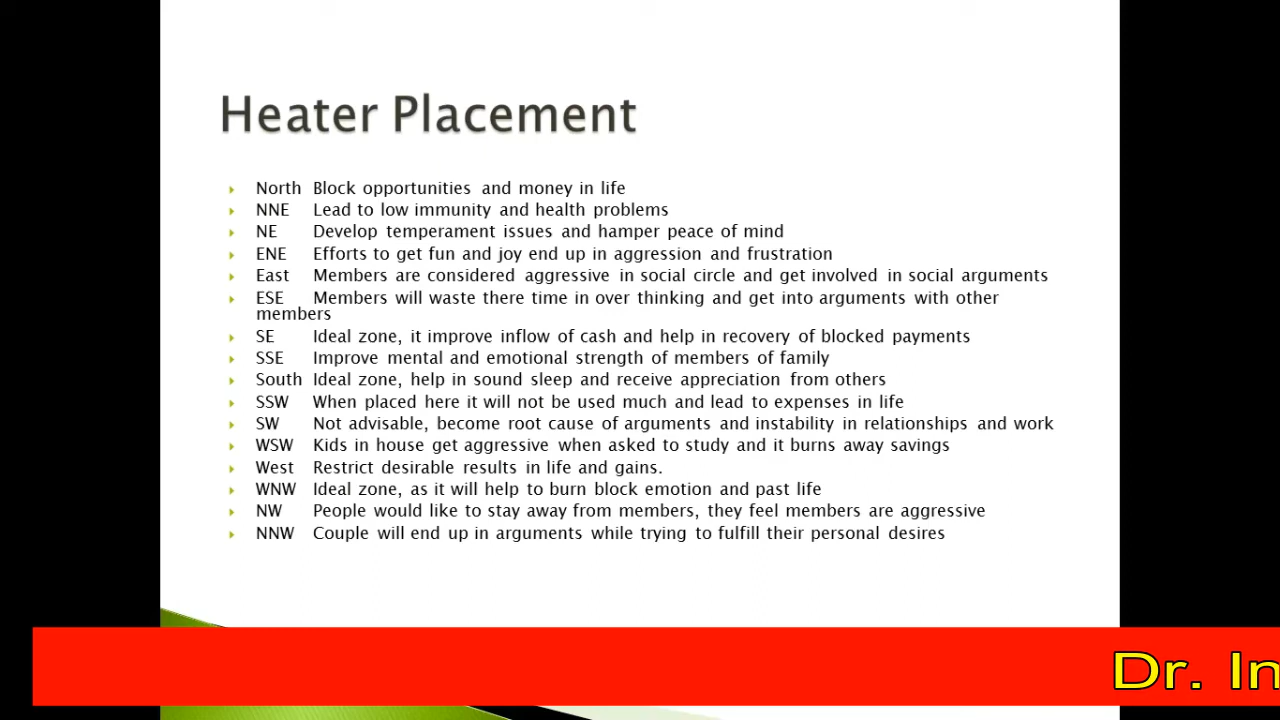 Heater Placement
North Block opportunities and money in life
NNE Lead to low immunity and health problems
NE Develop temperament issues and hamper peace of mind
ENE Efforts to get fun and joy end up in aggression and frustration
East Members are considered aggressive in social circle and get involved in social arguments
ESE Members will waste there time in over thinking and get into arguments with other
members
SE Ideal zone, it improve inflow of cash and help in recovery of blocked payments
SSE Improve mental and emotional strength of members of family
South Ideal zone, help in sound sleep and receive appreciation from others
SSW When placed here it will not be used much and lead to expenses in life
SW Not advisable, become root cause of arguments and instability in relationships and work
WSW Kids in house get aggressive when asked to study and it burns away savings
West Restrict desirable results in life and gains.
WNW Ideal zone, as it will help to burn block emotion and past life
NW People would like to stay away from members, they feel members are aggressive
NNW Couple will end up in arguments while trying to fulfill their personal desires
Dr. In